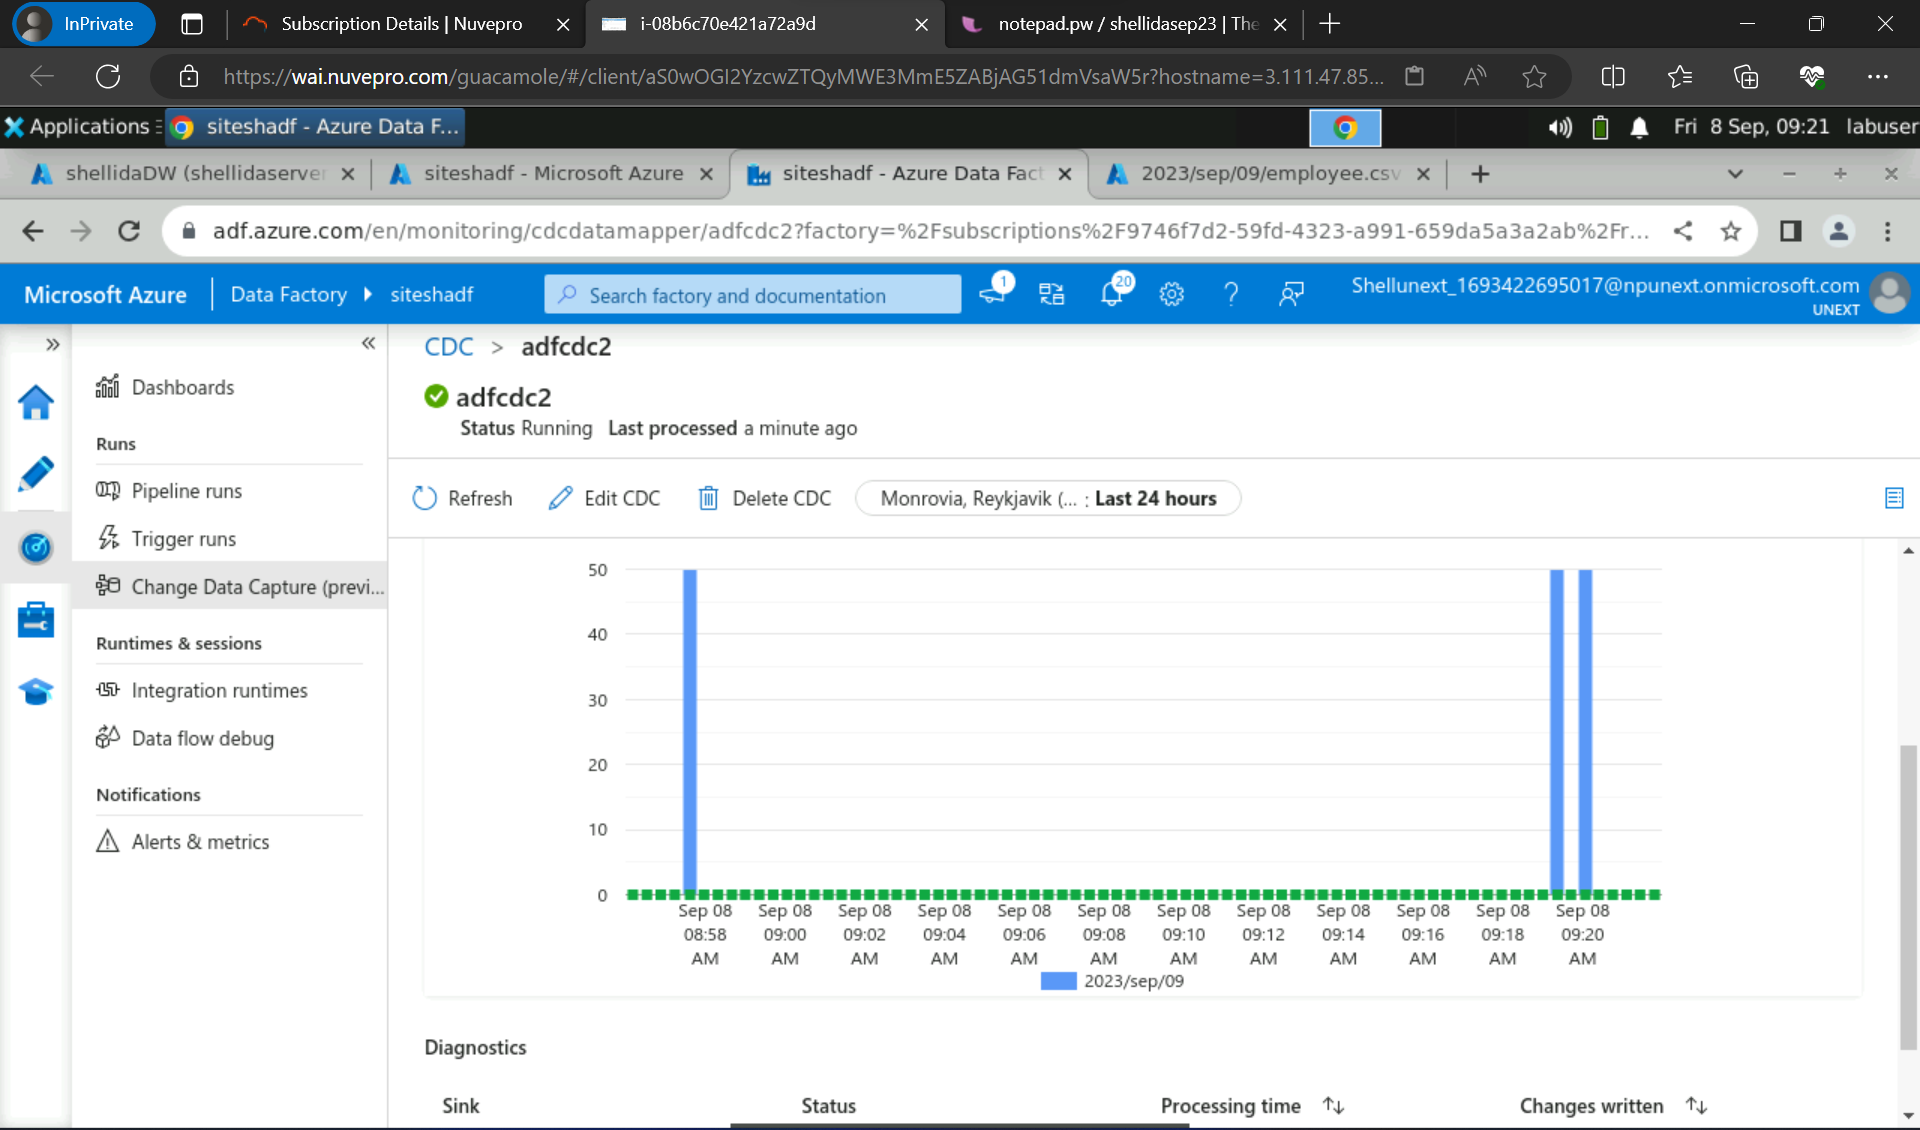 InPrivate
Subscription Details | Nuvepro
i-08b6c70e421a72a9d
notepad.pw / shellidasep23 | The
https://wai.nuvepro.com/guacamole/#/client/aS0wOGI2YzcwZTQyMWE3MmE5ZABjAG51dmVsaW5r?hostname=3.111.47.85...
Applications
siteshadf - Azure Data F...
Fri 8 Sep, 09:21 labuser
shellidaDW (shellidaserver
siteshadf - Microsoft Azure
siteshadf - Azure Data Fact
2023/sep/09/employee.csv
adf.azure.com/en/monitoring/cdcdatamapper/adfcdc2?factory=%2Fsubscriptions%2F9746f7d2-59fd-4323-a991-659da5a3a2ab%2Fr...
Microsoft Azure
Data Factory
siteshadf
Search factory and documentation
1
20
Shellunext_1693422695017@npunext.onmicrosoft.com
UNEXT
Dashboards
Runs
Pipeline runs
Trigger runs
Change Data Capture (previ...
Runtimes & sessions
Integration runtimes
Data flow debug
Notifications
Alerts & metrics
CDC > adfcdc2
adfcdc2
Status Running Last processed a minute ago
Refresh
Edit CDC
Delete CDC
Monrovia, Reykjavik (... : Last 24 hours
50
40
30
20
10
0
Sep 08 Sep 08 Sep 08 Sep 08 Sep 08 Sep 08 Sep 08 Sep 08 Sep 08 Sep 08 Sep 08 Sep 08
08:58 09:00 09:02 09:04 09:06 09:08 09:10 09:12 09:14 09:16 09:18 09:20
AM AM AM AM AM AM AM AM AM AM AM AM
2023/sep/09
Diagnostics
Sink Status Processing time Changes written